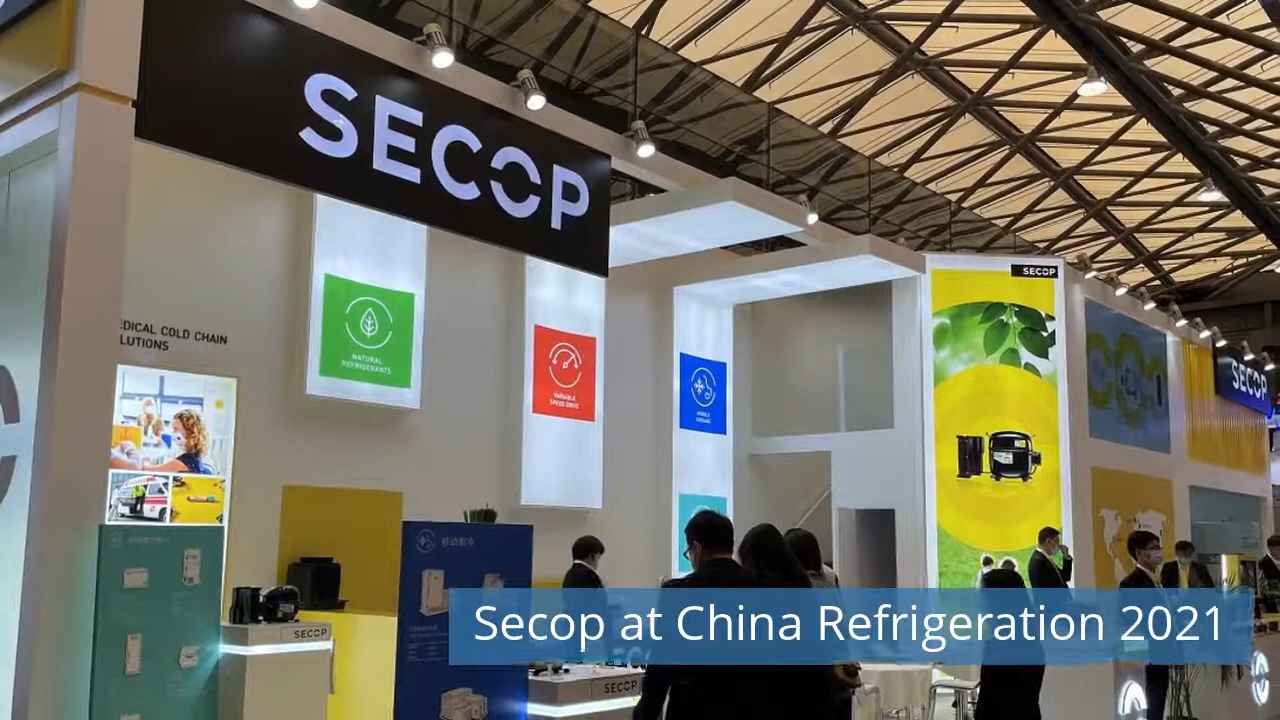 SECOP
SECOP
NATURAL
REFRIGERANTS
VARIABLE
SPEED DRIVE
MOBILE
COOLING
EDICAL COLD CHAIN
LUTIONS
SECOP
移动制冷
SECOP
SECOP
Secop at China Refrigeration 2021